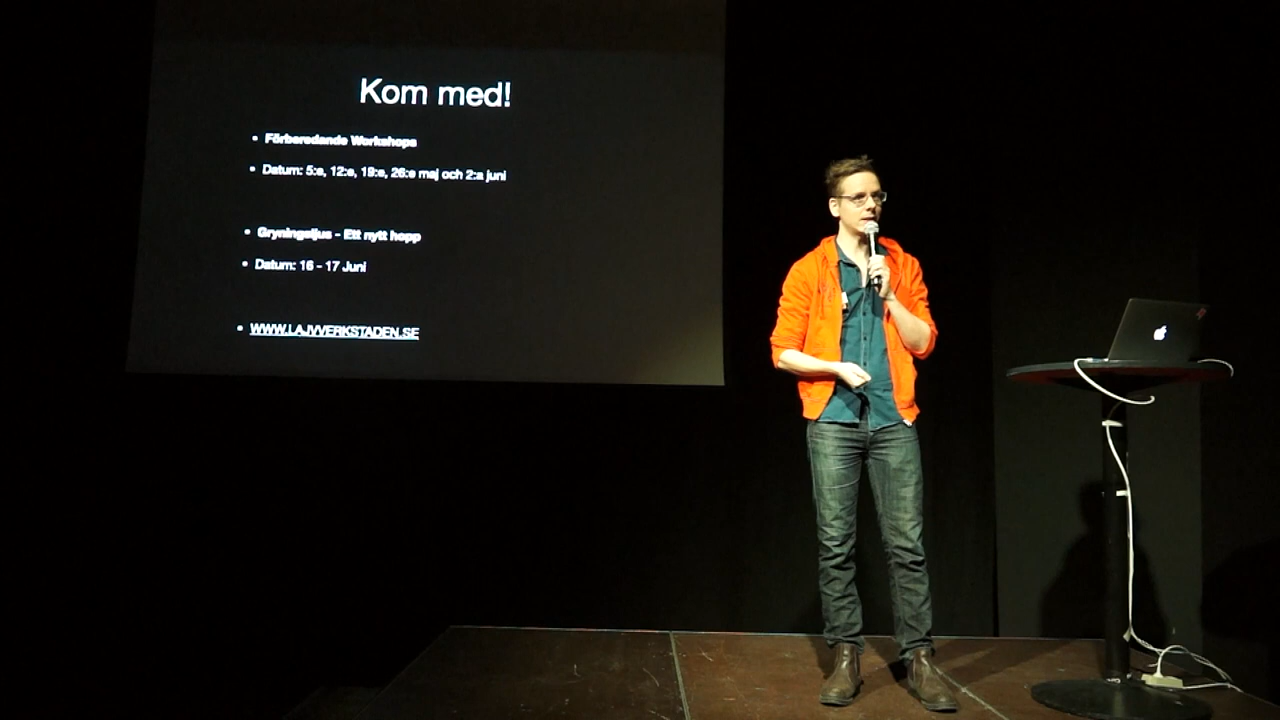 Kom med!
• Förberedande Workshops
• Datum: 5:e, 12:e, 19:e, 26:e maj och 2:a juni
• Gryningsljus - Ett nytt hopp
• Datum: 16 - 17 Juni
• WWW.LAJVVERKSTADEN.SE